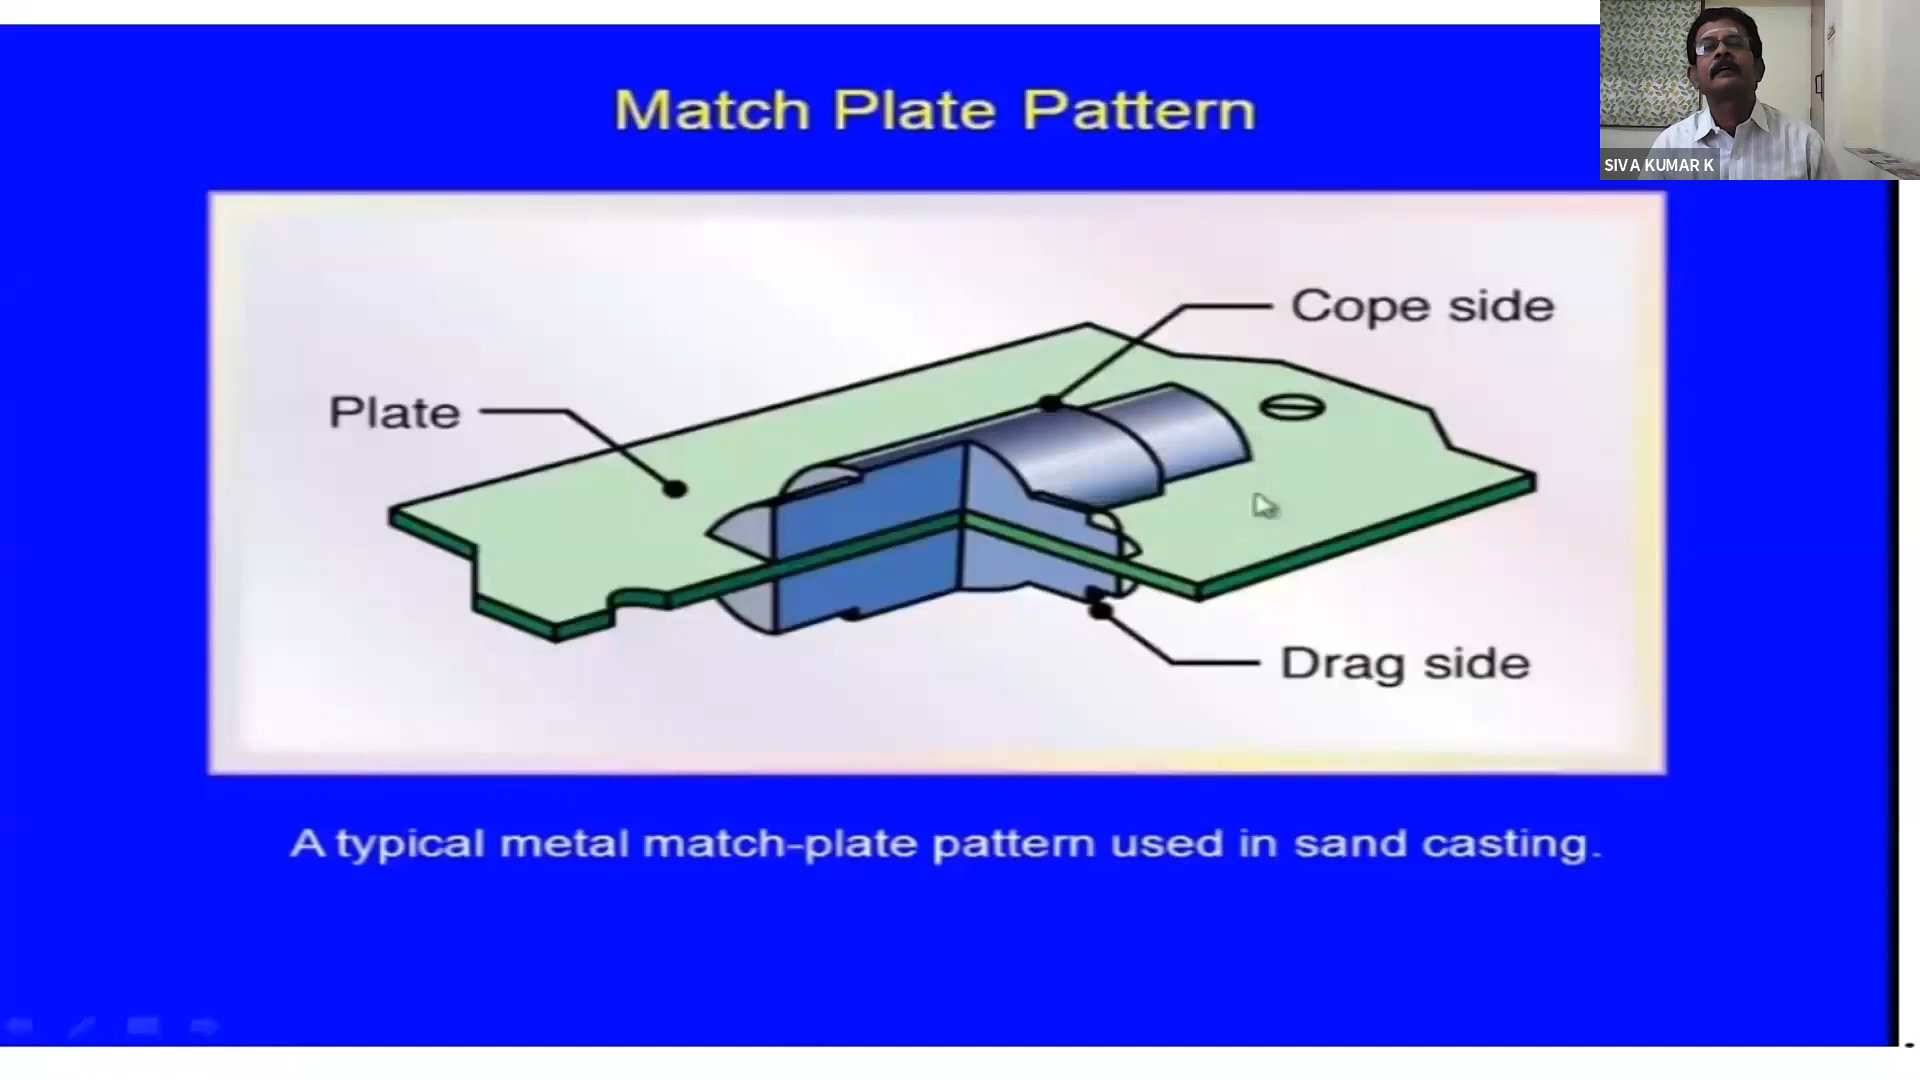 Match Plate Pattern
SIVA KUMAR K
Cope side
Plate
Drag side
A typical metal match-plate pattern used in sand casting.